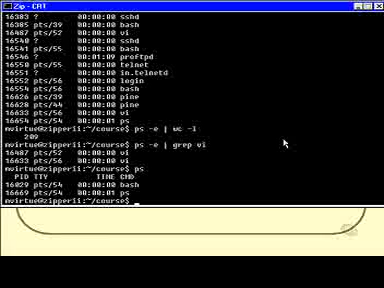 Zip - CAT
16383 ? 00:00:00 sshd
16385 pts/39 00:00:00 bash
16487 pts/52 00:00:00 vi
16540 ? 00:00:00 sshd
16541 pts/55 00:00:00 bash
16546 ? 00:01:09 proftpd
16550 pts/55 00:00:00 telnet
16551 ? 00:00:00 in.telnetd
16552 pts/56 00:00:00 login
16554 pts/56 00:00:00 bash
16626 pts/39 00:00:00 pine
16628 pts/44 00:00:00 pine
16633 pts/56 00:00:00 vi
16654 pts/54 00:00:01 ps
mvirtue@zipperii:~/course$ ps -e | wc -l
209
mvirtue@zipperii:~/course$ ps -e | grep vi
16487 pts/52 00:00:00 vi
16633 pts/56 00:00:00 vi
mvirtue@zipperii:~/course$ ps
PID TTY TIME CMD
16029 pts/54 00:00:00 bash
16669 pts/54 00:00:01 ps
mvirtue@zipperii:~/course$